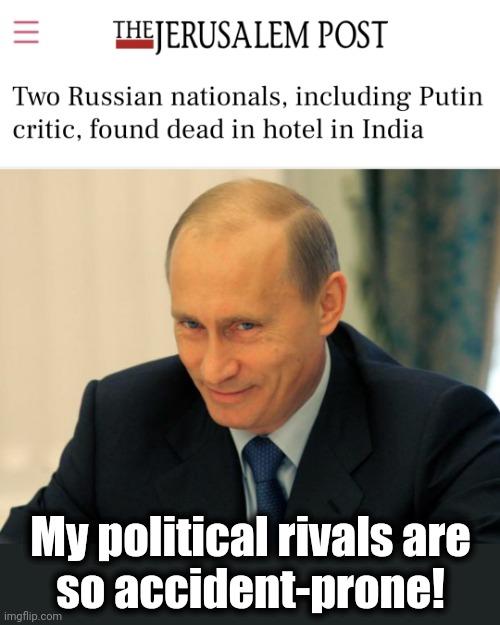 THE JERUSALEM POST
Two Russian nationals, including Putin
critic, found dead in hotel in India
My political rivals are
so accident-prone!
imgflip.com